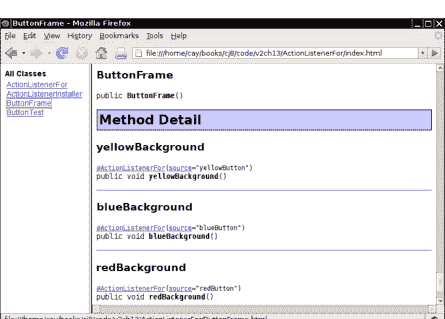 ButtonFrame - Mozilla Firefox
File Edit View History Bookmarks Tools Help
file:///home/cay/books/cj8/code/v2ch13/ActionListenerFor/index.html
All Classes
ActionListenerFor
ActionListenerInstaller
ButtonFrame
ButtonTest
ButtonFrame
public ButtonFrame()
Method Detail
yellowBackground
@ActionListenerFor(source="yellowButton")
public void yellowBackground()
blueBackground
@ActionListenerFor(source="blueButton")
public void blueBackground()
redBackground
@ActionListenerFor(source="redButton")
public void redBackground()